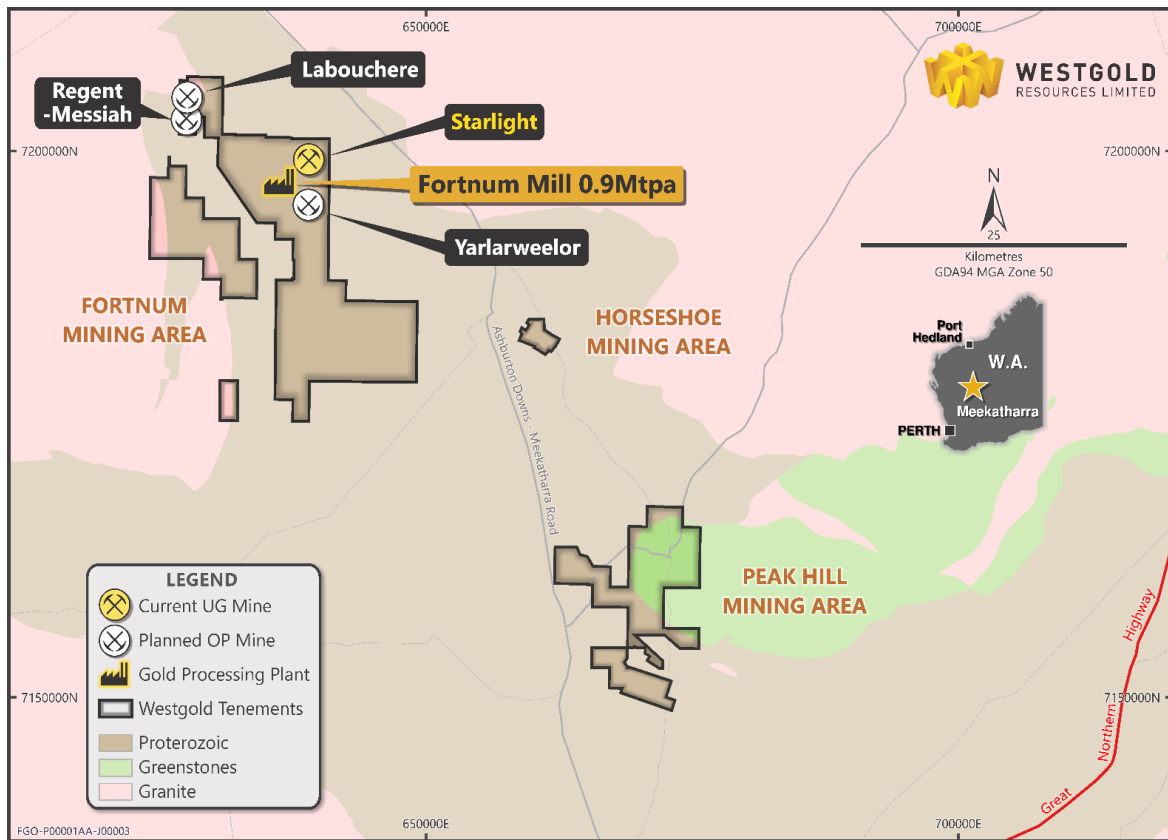 650000E
700000E
Labouchere
Regent
-Messiah
WESTGOLD
RESOURCES LIMITED
Starlight
7200000N
7200000N
Fortnum Mill 0.9Mtpa
N
Yarlarweelor
25
Kilometres
GDA94 MGA Zone 50
FORTNUM
MINING AREA
HORSESHOE
MINING AREA
Port
Hedland
W.A.
Meekatharra
PERTH
Ashburton Downs - Meekatharra Road
PEAK HILL
MINING AREA
LEGEND
Current UG Mine
Planned OP Mine
Gold Processing Plant
Westgold Tenements
Proterozoic
Greenstones
Granite
7150000N
7150000N
Great Northern Highway
FGO-P00001AA-J00003
650000E
700000E